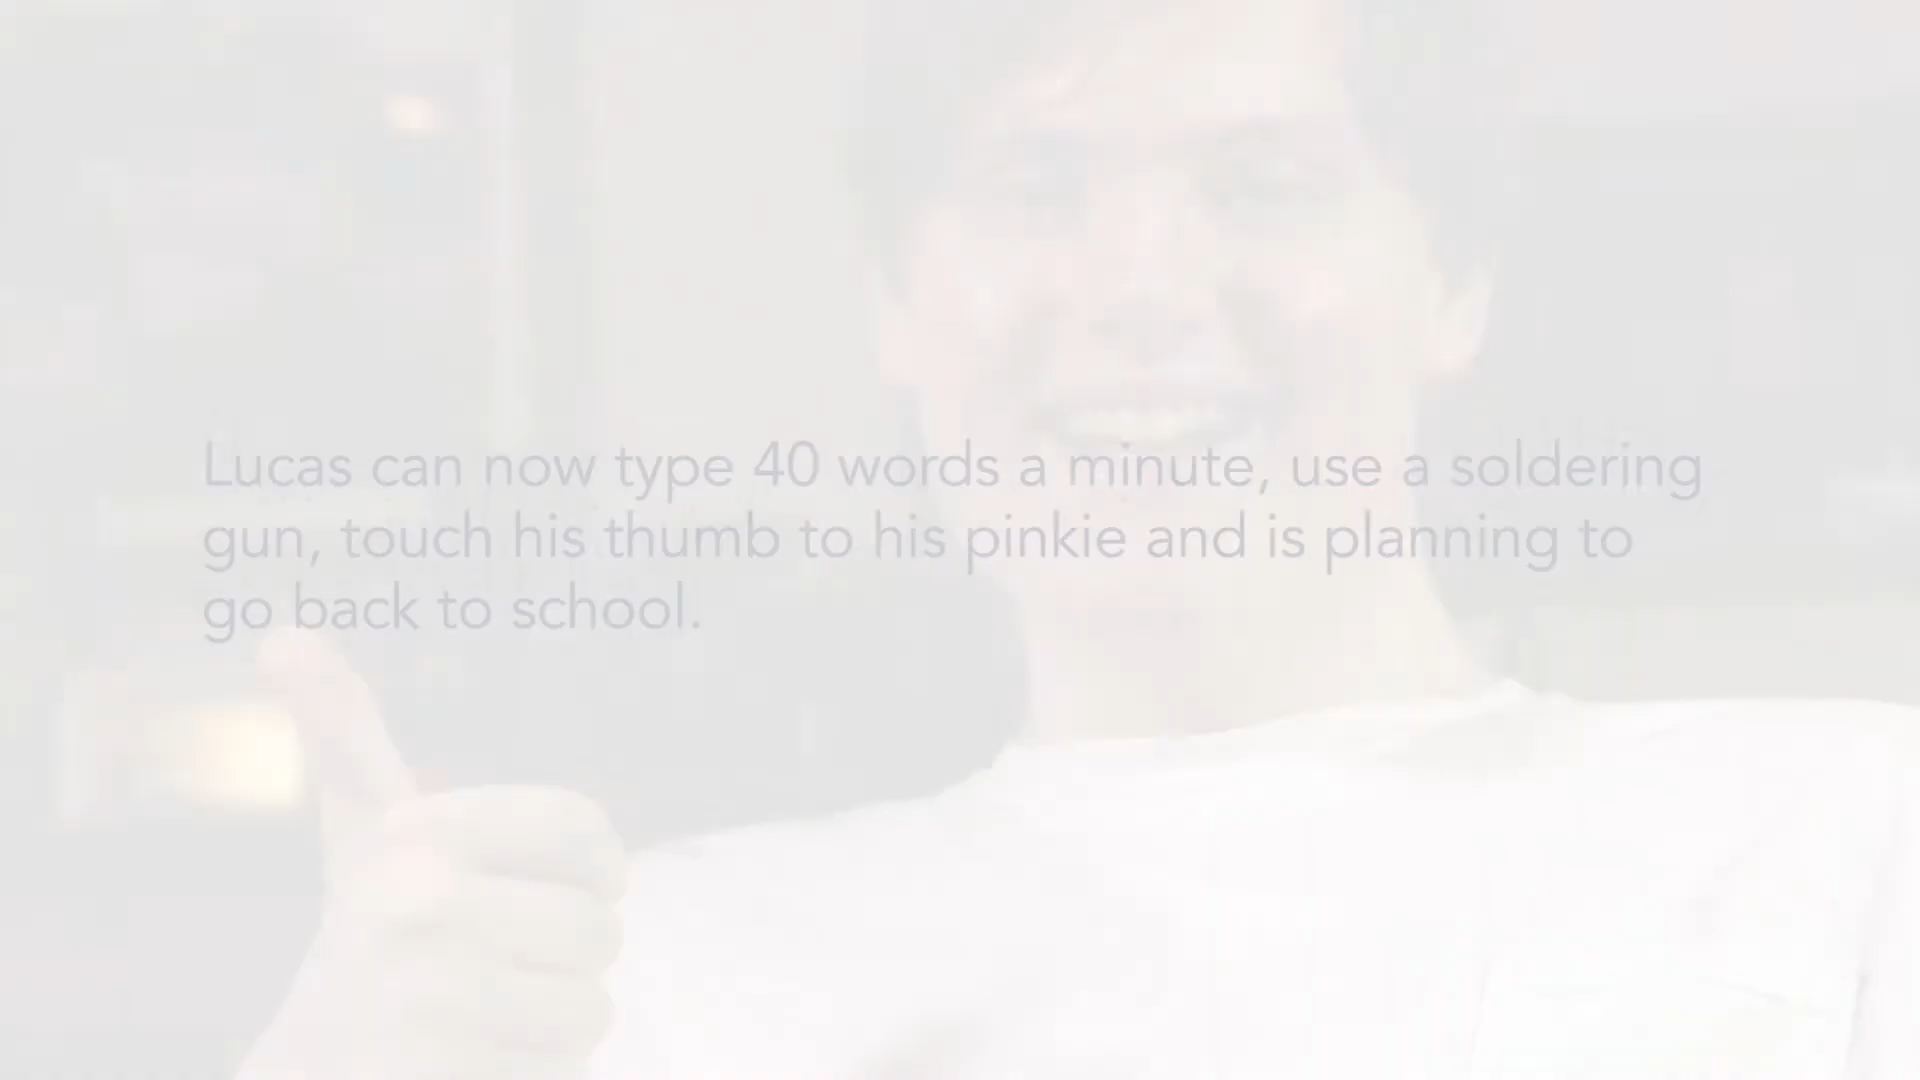 Lucas can now type 40 words a minute, use a soldering
gun, touch his thumb to his pinkie and is planning to
go back to school.